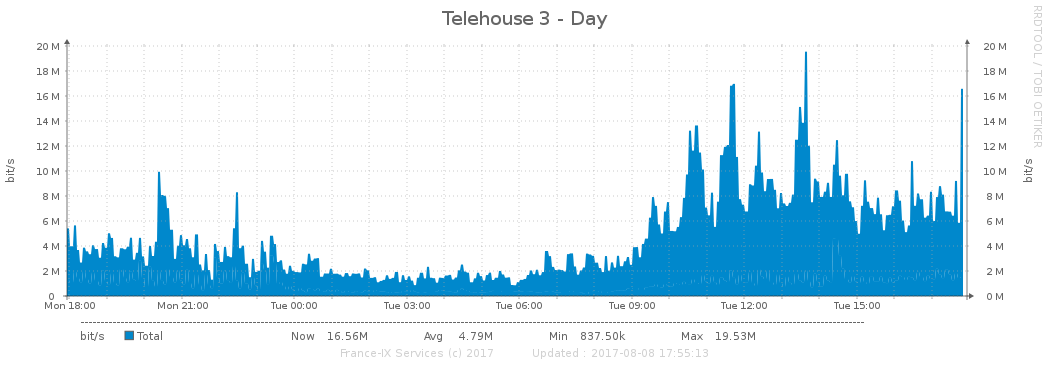 Telehouse 3 - Day
RRDTOOL / TOBI OETIKER
20 M 20 M
18 M 18 M
16 M 16 M
14 M 14 M
12 M 12 M
10 M 10 M
8 M 8 M
6 M 6 M
4 M 4 M
2 M 2 M
0 0 M
bit/s bit/s
Mon 18:00 Mon 21:00 Tue 00:00 Tue 03:00 Tue 06:00 Tue 09:00 Tue 12:00 Tue 15:00
bit/s Total Now 16.56M Avg 4.79M Min 837.50k Max 19.53M
France-IX Services (c) 2017 Updated : 2017-08-08 17:55:13